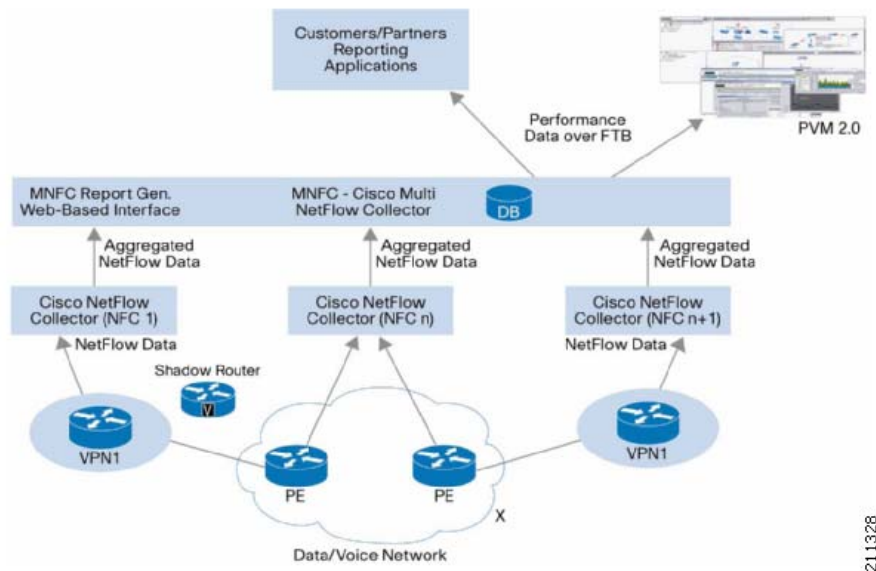 Customers/Partners
Reporting
Applications
Performance
Data over FTB
PVM 2.0
MNFC Report Gen.
Web-Based Interface
MNFC - Cisco Multi
NetFlow Collector
DB
Aggregated
NetFlow Data
Aggregated
NetFlow Data
Aggregated
NetFlow Data
Cisco NetFlow
Collector (NFC 1)
Cisco NetFlow
Collector (NFC n)
Cisco NetFlow
Collector (NFC n+1)
NetFlow Data
NetFlow Data
Shadow Router
V
VPN1
VPN1
PE
PE
X
Data/Voice Network
211328